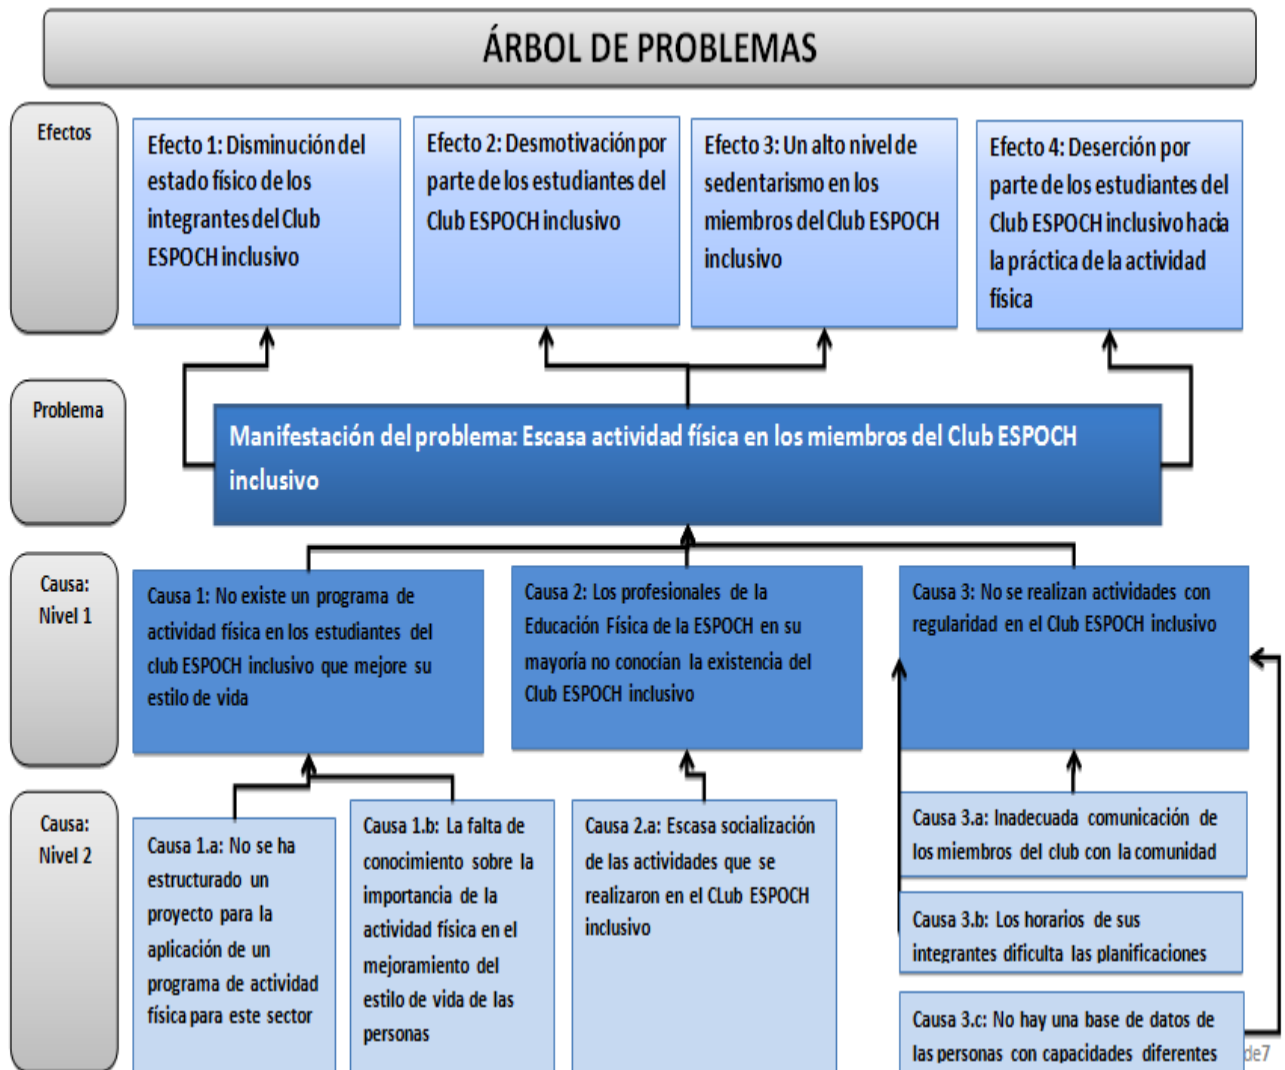 ÁRBOL DE PROBLEMAS
Efectos
Efecto 1: Disminución del
estado físico de los
integrantes del Club
ESPOCH inclusivo
Efecto 2: Desmotivación por
parte de los estudiantes del
Club ESPOCH inclusivo
Efecto 3: Un alto nivel de
sedentarismo en los
miembros del Club ESPOCH
inclusivo
Efecto 4: Deserción por
parte de los estudiantes del
Club ESPOCH inclusivo hacia
la práctica de la actividad
física
Problema
Manifestación del problema: Escasa actividad física en los miembros del Club ESPOCH
inclusivo
Causa:
Nivel 1
Causa 1: No existe un programa de
actividad física en los estudiantes del
club ESPOCH inclusivo que mejore su
estilo de vida
Causa 2: Los profesionales de la
Educación Física de la ESPOCH en su
mayoría no conocían la existencia del
Club ESPOCH inclusivo
Causa 3: No se realizan actividades con
regularidad en el Club ESPOCH inclusivo
Causa:
Nivel 2
Causa 1.a: No se ha
estructurado un
proyecto para la
aplicación de un
programa de actividad
física para este sector
Causa 1.b: La falta de
conocimiento sobre la
importancia de la
actividad física en el
mejoramiento del
estilo de vida de las
personas
Causa 2.a: Escasa socialización
de las actividades que se
realizaron en el CLub ESPOCH
inclusivo
Causa 3.a: Inadecuada comunicación de
los miembros del club con la comunidad
Causa 3.b: Los horarios de sus
integrantes dificulta las planificaciones
Causa 3.c: No hay una base de datos de
las personas con capacidades diferentes
de7